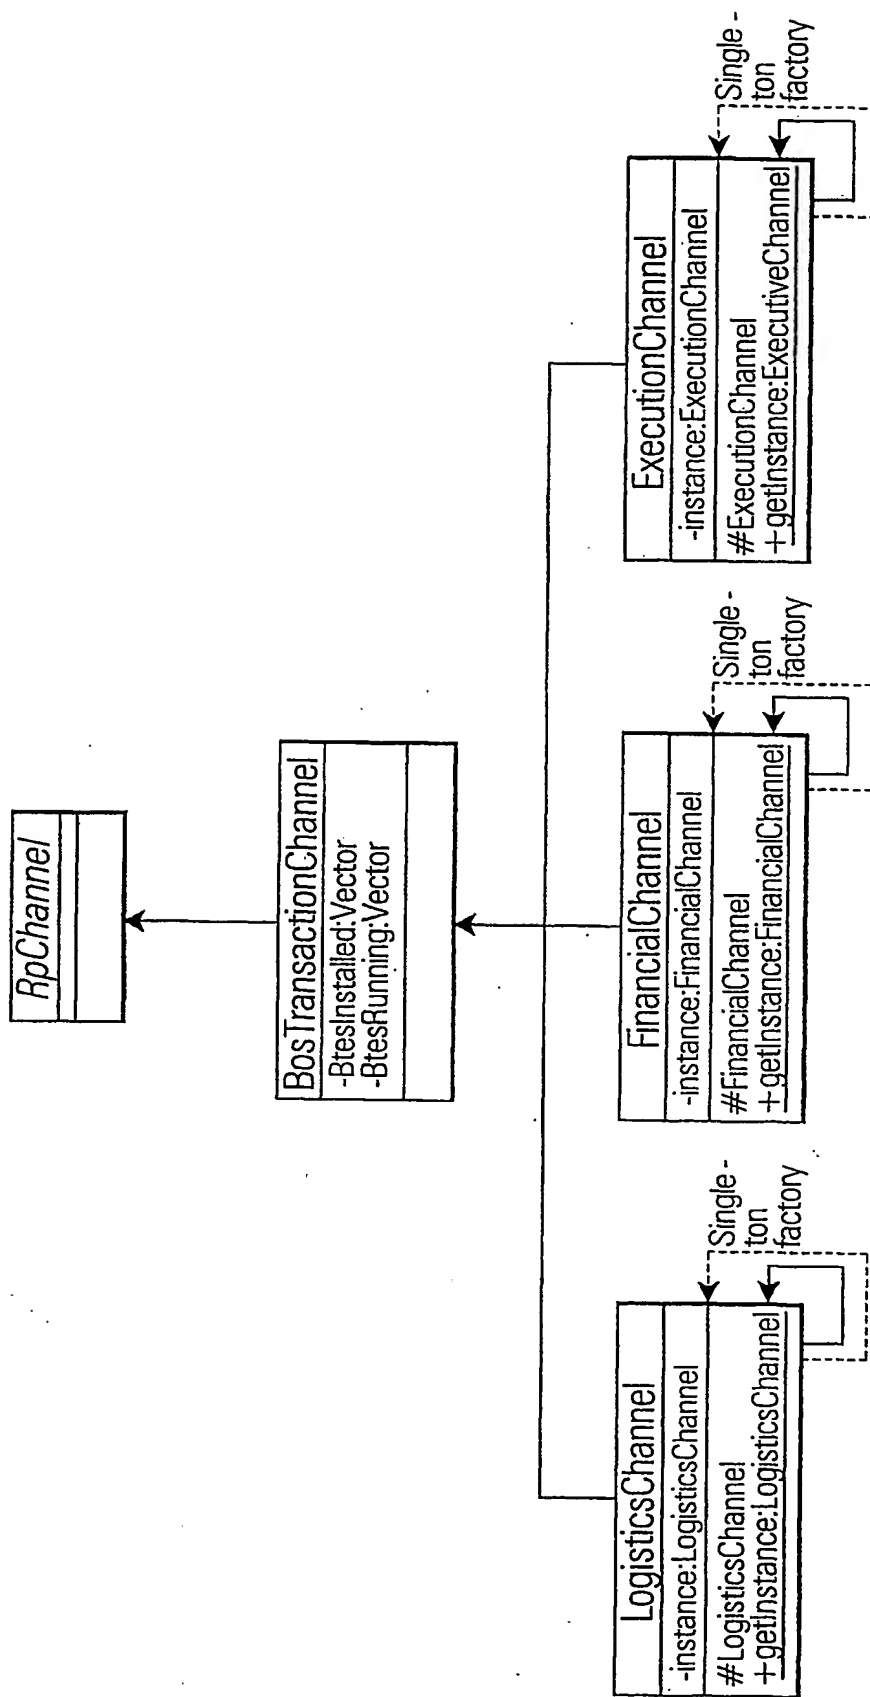 RpChannel
BosTransactionChannel
-BtesInstalled:Vector
-BtesRunning:Vector
LogisticsChannel
-instance:LogisticsChannel
#LogisticsChannel
+getInstance:LogisticsChannel
Single-
ton
factory
FinancialChannel
-instance:FinancialChannel
#FinancialChannel
+getInstance:FinancialChannel
Single-
ton
factory
ExecutionChannel
-instance:ExecutionChannel
#ExecutionChannel
+getInstance:ExecutiveChannel
Single-
ton
factory